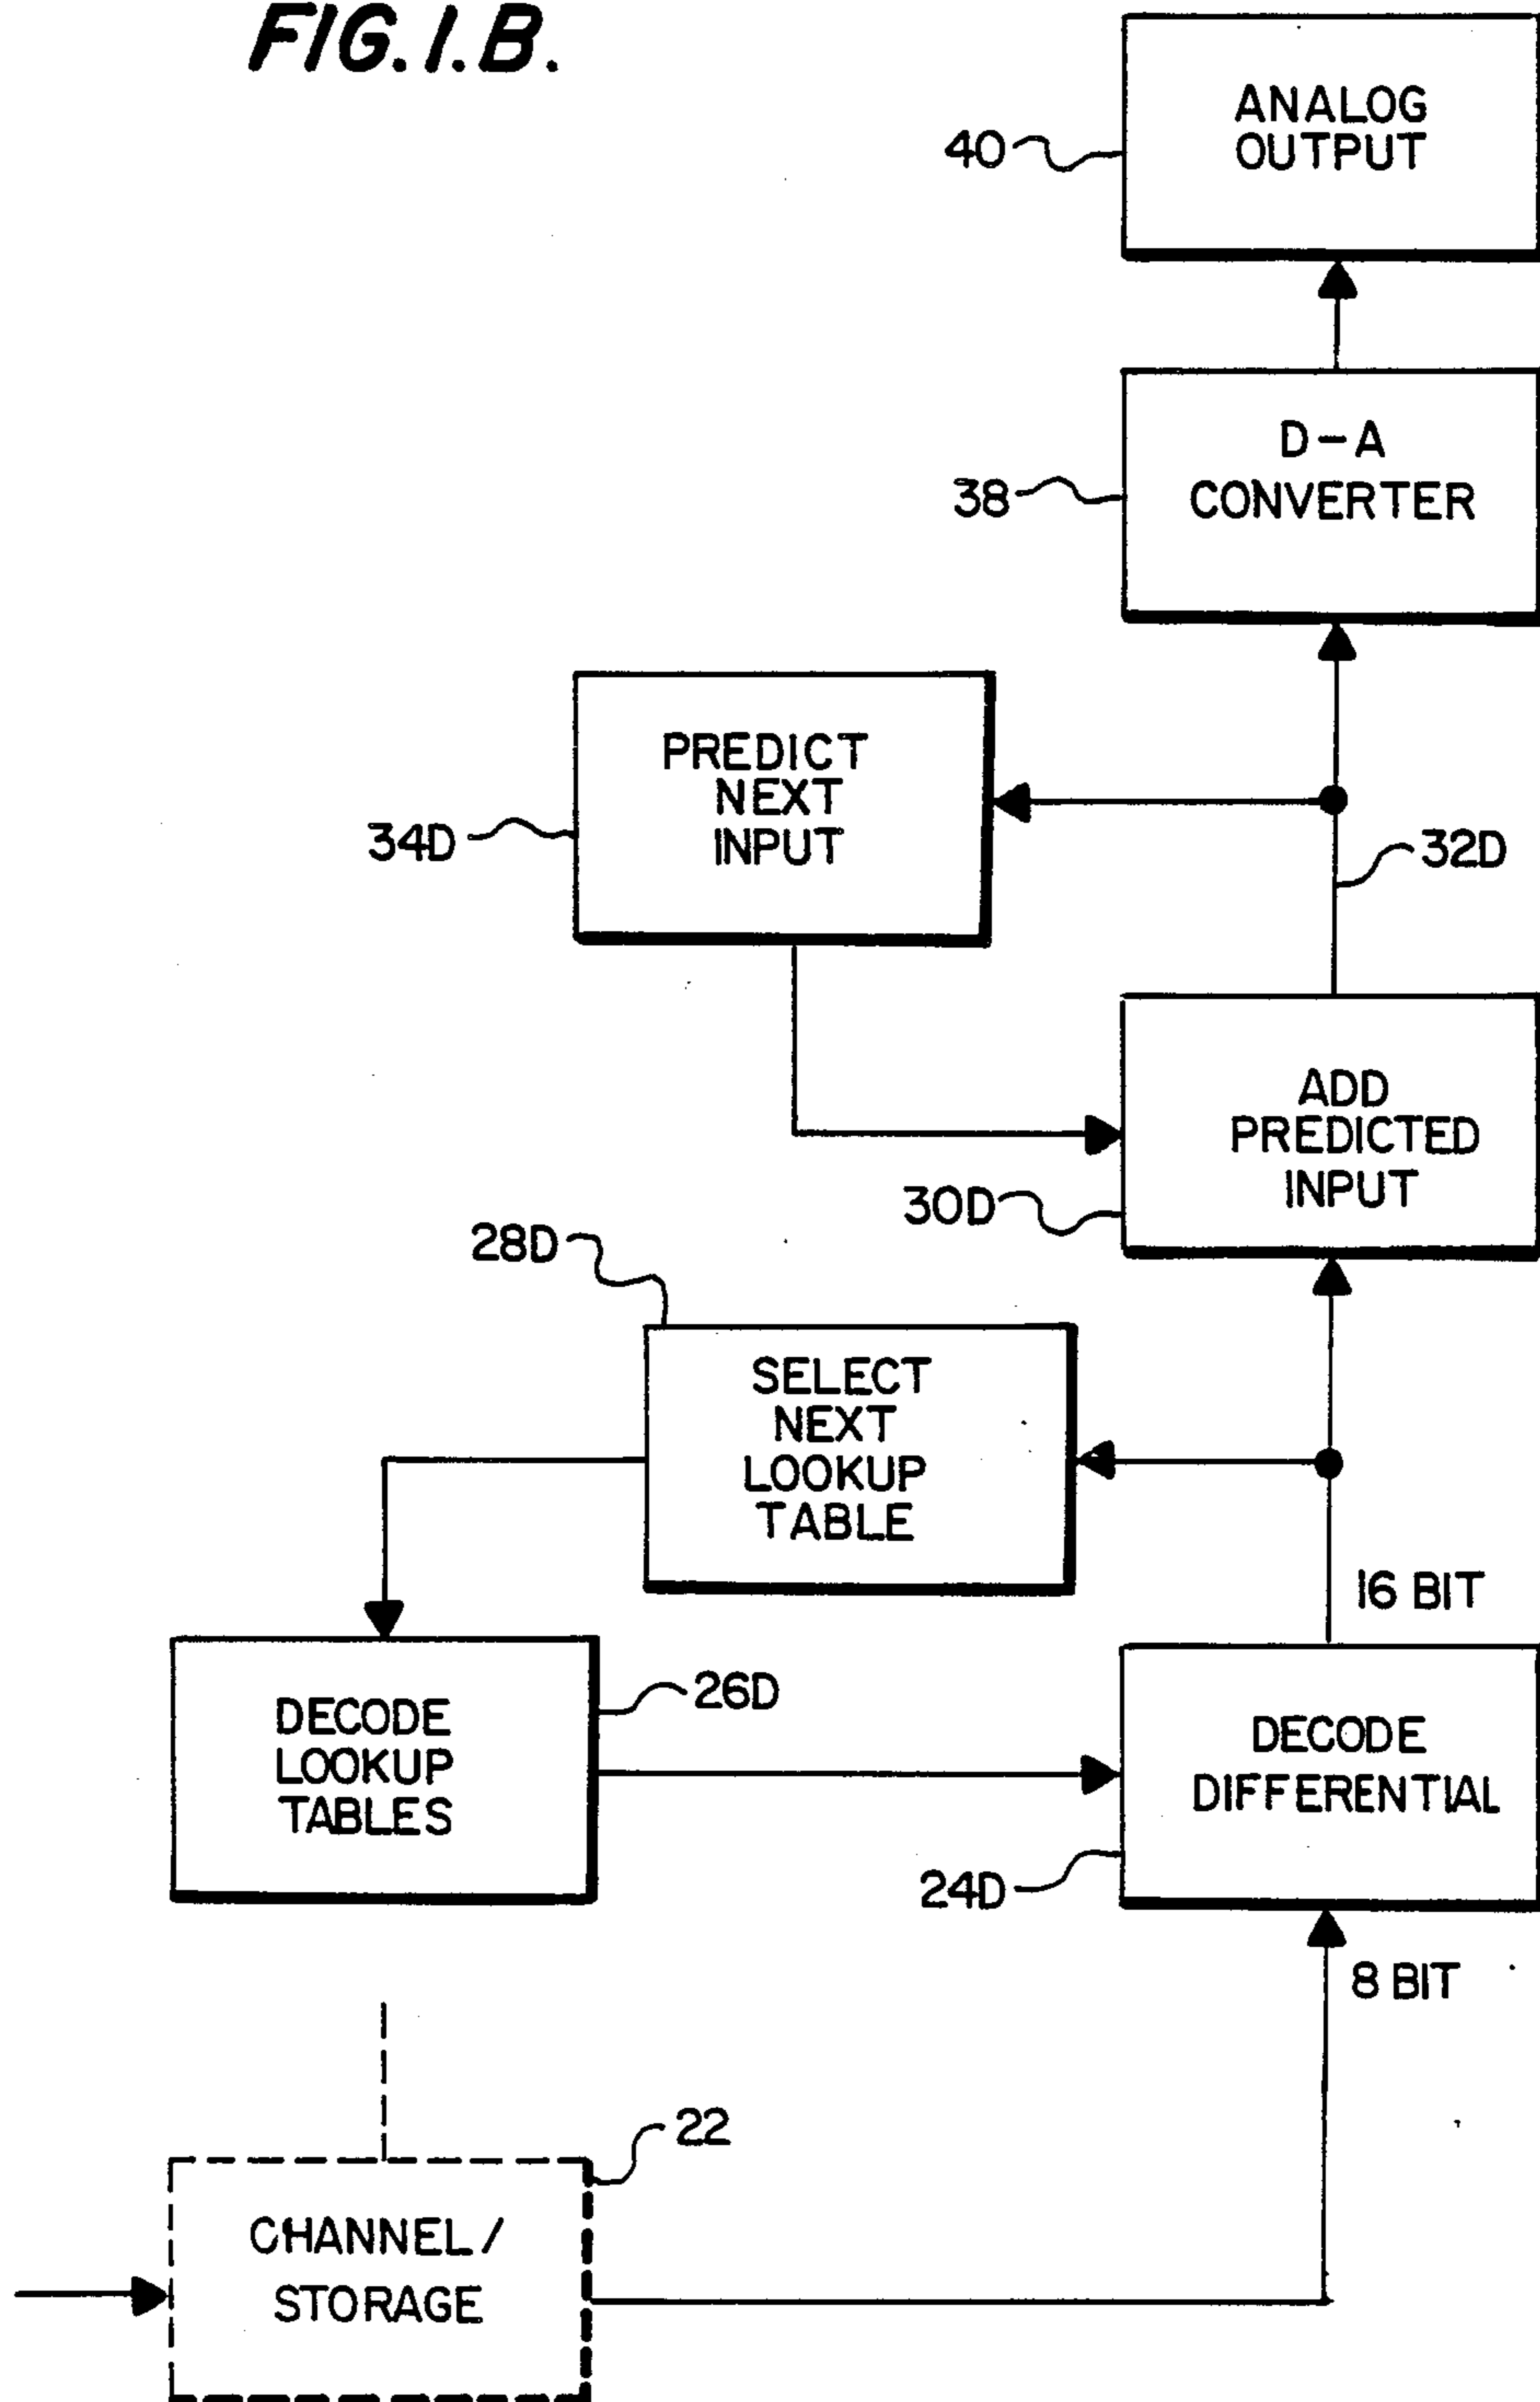 FIG. I. B.
ANALOG
OUTPUT
40
D-A
CONVERTER
38
PREDICT
NEXT
INPUT
34D
32D
ADD
PREDICTED
INPUT
30D
28D
SELECT
NEXT
LOOKUP
TABLE
16 BIT
DECODE
LOOKUP
TABLES
26D
DECODE
DIFFERENTIAL
24D
8 BIT
22
CHANNEL/
STORAGE